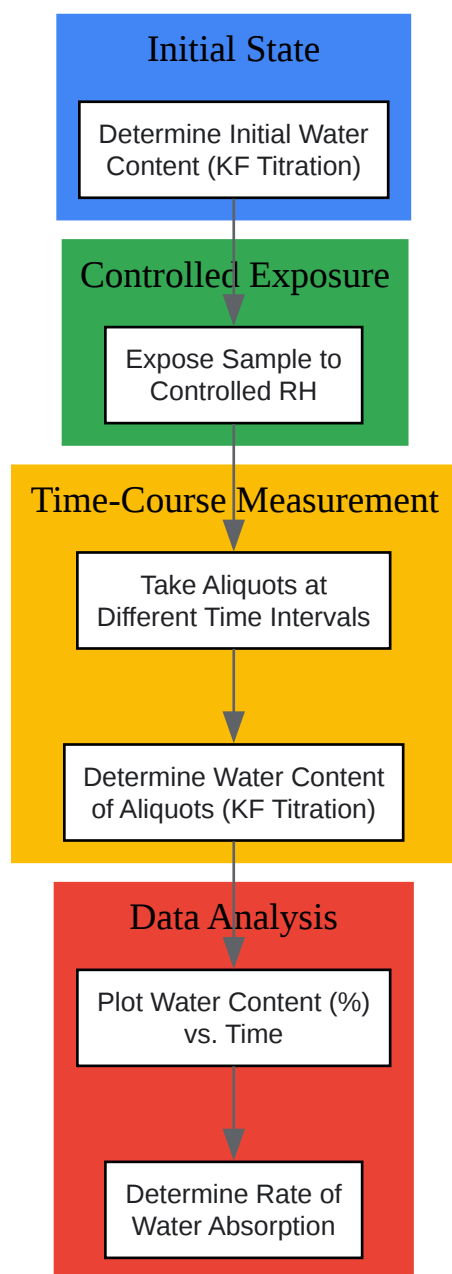 Initial State
Determine Initial Water
Content (KF Titration)
Controlled Exposure
Expose Sample to
Controlled RH
Time-Course Measurement
Take Aliquots at
Different Time Intervals
Determine Water Content
of Aliquots (KF Titration)
Data Analysis
Plot Water Content (%)
vs. Time
Determine Rate of
Water Absorption